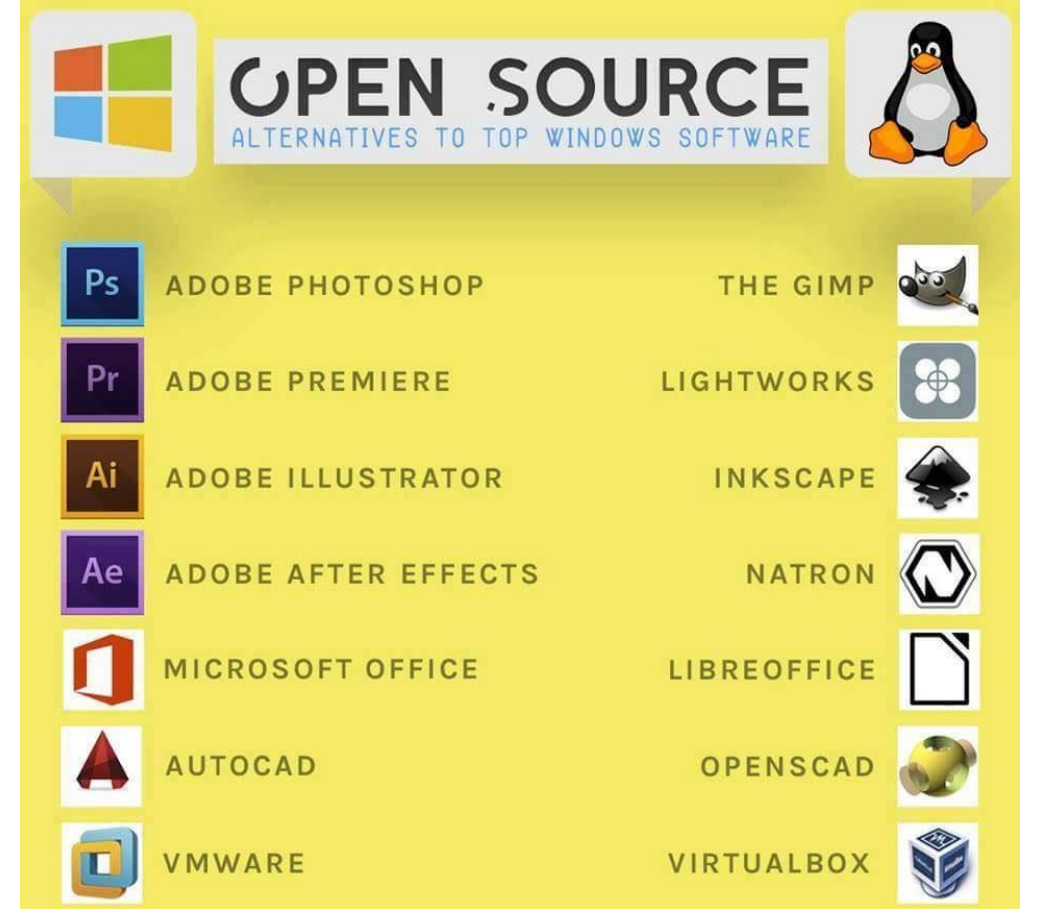 OPEN SOURCE
ALTERNATIVES TO TOP WINDOWS SOFTWARE
Ps ADOBE PHOTOSHOP THE GIMP
Pr ADOBE PREMIERE LIGHTWORKS
Ai ADOBE ILLUSTRATOR INKSCAPE
Ae ADOBE AFTER EFFECTS NATRON
MICROSOFT OFFICE LIBREOFFICE
AUTOCAD OPENSCAD
VMWARE VIRTUALBOX